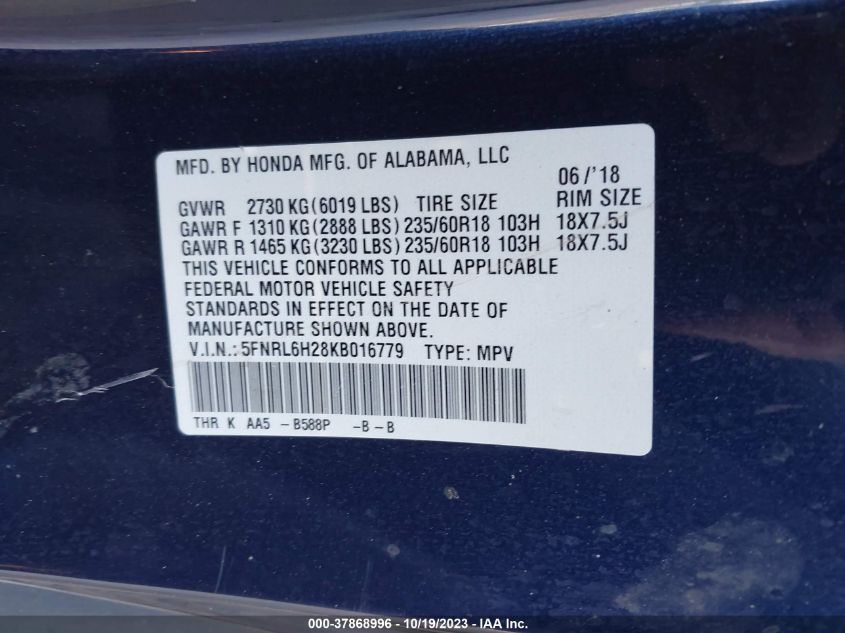 MFD. BY HONDA MFG. OF ALABAMA, LLC
06/'18
GVWR 2730 KG(6019 LBS) TIRE SIZE RIM SIZE
GAWR F 1310 KG(2888 LBS) 235/60R18 103H 18X7.5J
GAWR R 1465 KG(3230 LBS) 235/60R18 103H 18X7.5J
THIS VEHICLE CONFORMS TO ALL APPLICABLE
FEDERAL MOTOR VEHICLE SAFETY
STANDARDS IN EFFECT ON THE DATE OF
MANUFACTURE SHOWN ABOVE.
V.I.N.:5FNRL6H28KB016779 TYPE: MPV
THR K AA5 -B588P -B-B
000-37868996 - 10/19/2023 - IAA Inc.